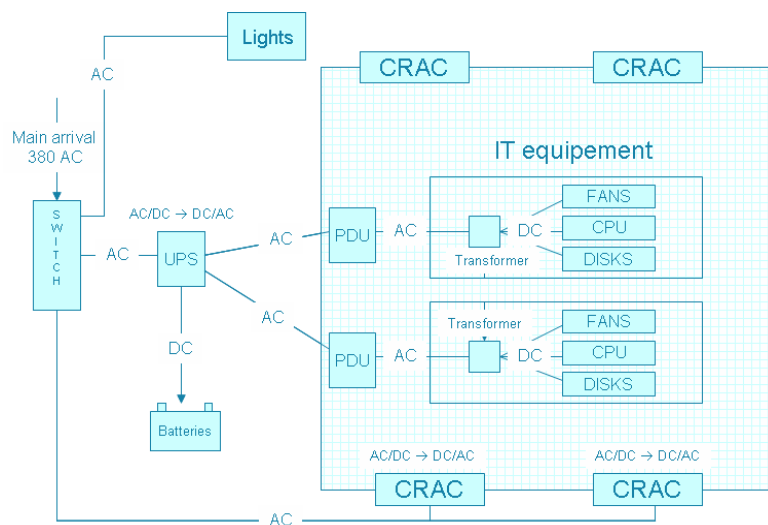 Lights
CRAC
CRAC
AC
Main arrival
380 AC
IT equipement
SWITCH
AC/DC → DC/AC
AC
UPS
AC
PDU
AC
DC
FANS
CPU
DISKS
Transformer
AC
DC
Batteries
PDU
AC
Transformer
DC
FANS
CPU
DISKS
AC/DC → DC/AC
AC/DC → DC/AC
CRAC
CRAC
AC